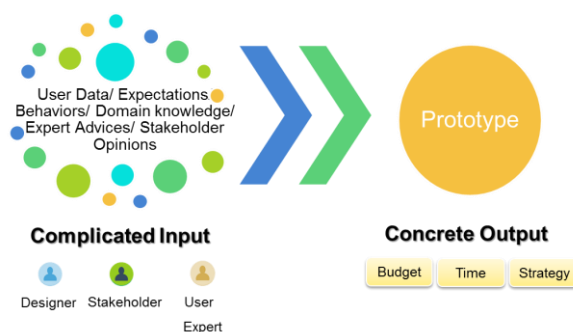 User Data/ Expectations
Behaviors/ Domain knowledge/
Expert Advices/ Stakeholder
Opinions
Prototype
Complicated Input
Concrete Output
Designer
Stakeholder
User
Expert
Budget
Time
Strategy